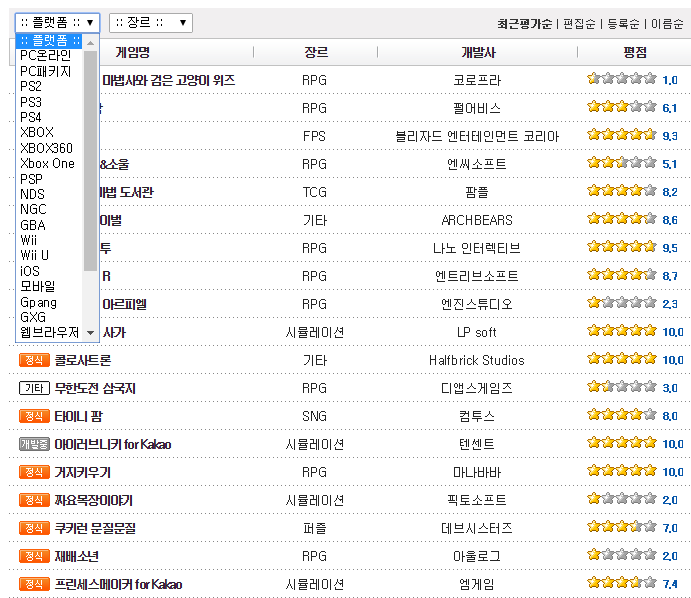 :: 플랫폼 :: :: 장르 :: 최근평가순 | 편집순 | 등록순 | 이름순
:: 플랫폼 ::
PC온라인
PC패키지
PS2
PS3
PS4
XBOX
XBOX360
Xbox One
PSP
NDS
NGC
GBA
Wii
Wii U
iOS
모바일
Gpang
GXG
웹브라우저
게임명 장르 개발사 평점
마법사와 검은 고양이 위즈 RPG 코로프라 1.0
RPG 펄어비스 6.1
FPS 블리자드 엔터테인먼트 코리아 9.3
&소울 RPG 엔씨소프트 5.1
마법 도서관 TCG 팜플 8.2
이벌 기타 ARCHBEARS 8.6
투 RPG 나노 인터렉티브 9.5
R RPG 엔트리브소프트 8.7
아르피엘 RPG 엔진스튜디오 2.3
사가 시뮬레이션 LP soft 10.0
정식 콜로사트론 기타 Halfbrick Studios 10.0
기타 무한도전 삼국지 RPG 디앱스게임즈 3.0
정식 타이니 팜 SNG 컴투스 8.0
개발중 아이러브니키 for Kakao 시뮬레이션 텐센트 10.0
정식 거지키우기 RPG 마나바바 10.0
정식 짜요목장이야기 시뮬레이션 픽토소프트 2.0
정식 쿠키런 문질문질 퍼즐 데브시스터즈 7.0
정식 재배소년 RPG 아울로그 2.0
정식 프린세스메이커 for Kakao 시뮬레이션 엠게임 7.4